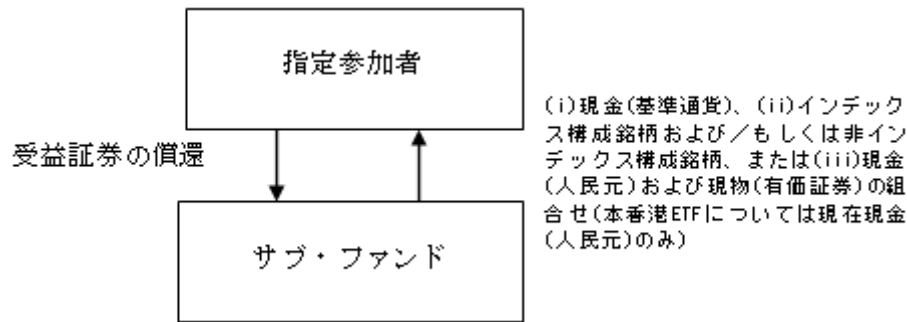 指定参加者
受益証券の償還
(i)現金(基準通貨)、(ii)インデック
ス構成銘柄および／もしくは非イン
デックス構成銘柄、または(iii)現金
(人民元)および現物(有価証券)の組
合せ(本香港ETFについては現在現金
(人民元)のみ)
サブ・ファンド